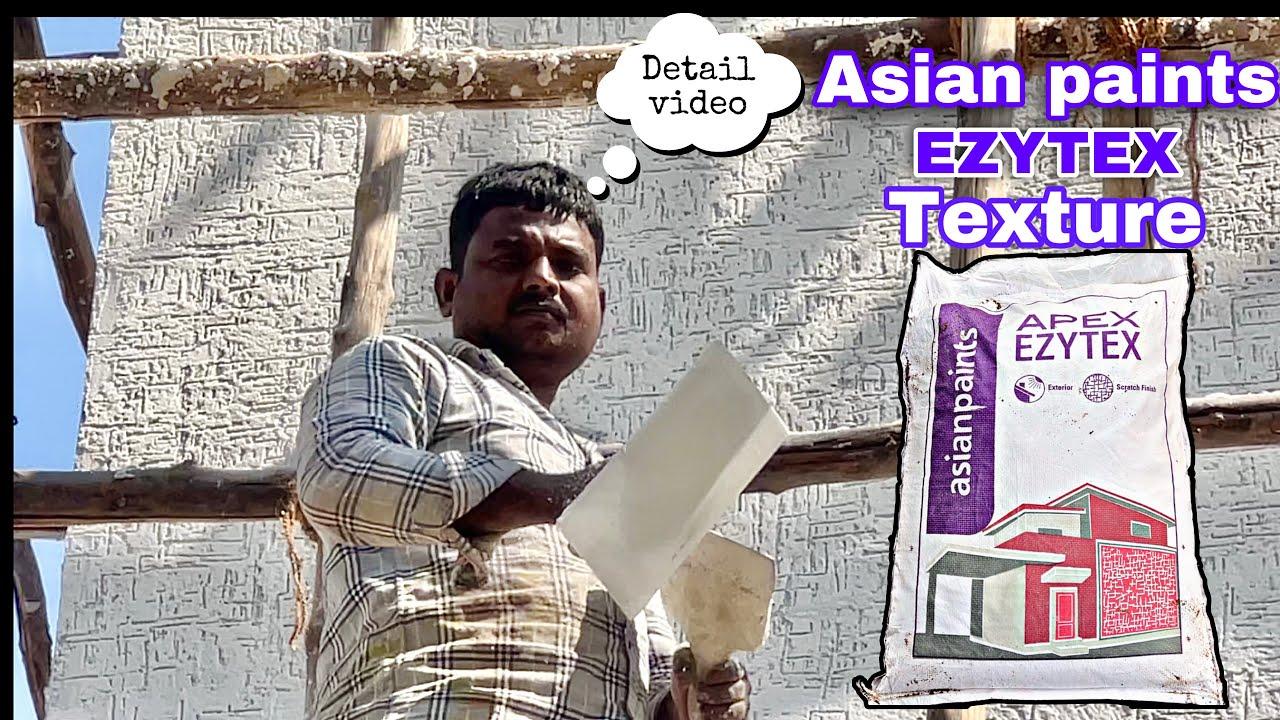 Detail
video
Asian paints
EZYTEX
Texture
asianpaints
APEX
EZYTEX
Exterior
Scratch Finish